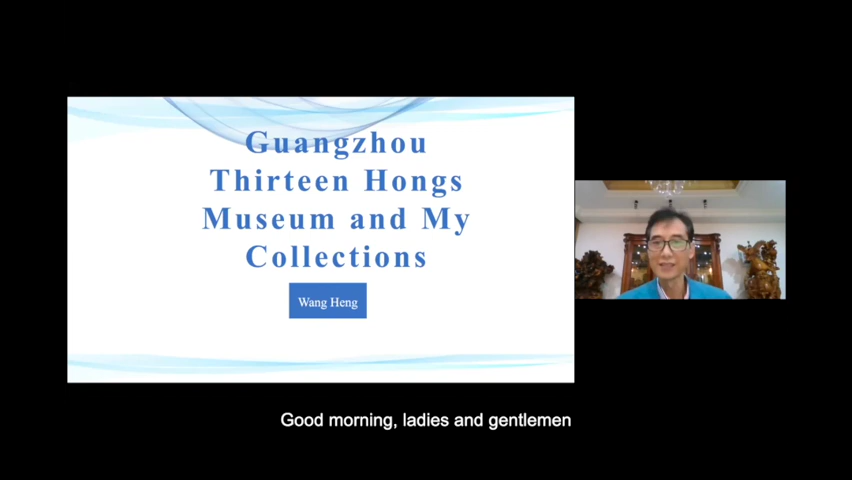 Guangzhou
Thirteen Hongs
Museum and My
Collections
Wang Heng
Good morning, ladies and gentlemen